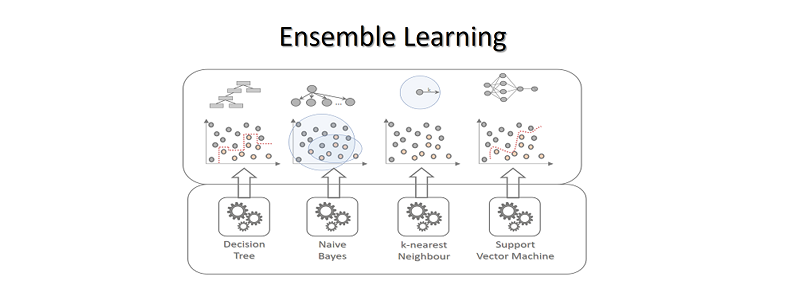 Ensemble Learning
Decision
Tree
Naive
Bayes
k-nearest
Neighbour
Support
Vector Machine